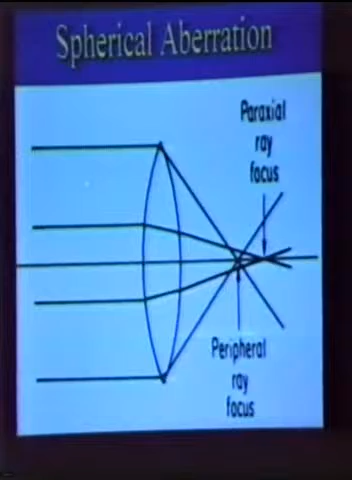 Spherical Aberration
Paraxial
ray
focus
Peripheral
ray
focus